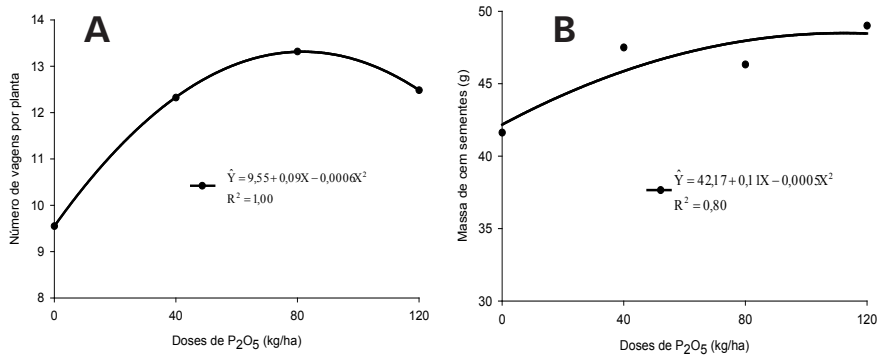 A
Número de vagens por planta
14
13
12
11
10
9
8
Ŷ = 9,55+0,09X−0,0006X²
R² =1,00
0 40 80 120
Doses de P₂O₅ (kg/ha)
B
Massa de cem sementes (g)
50
45
40
35
30
Ŷ = 42,17+0,11X−0,0005X²
R² = 0,80
0 40 80 120
Doses de P₂O₅ (kg/ha)